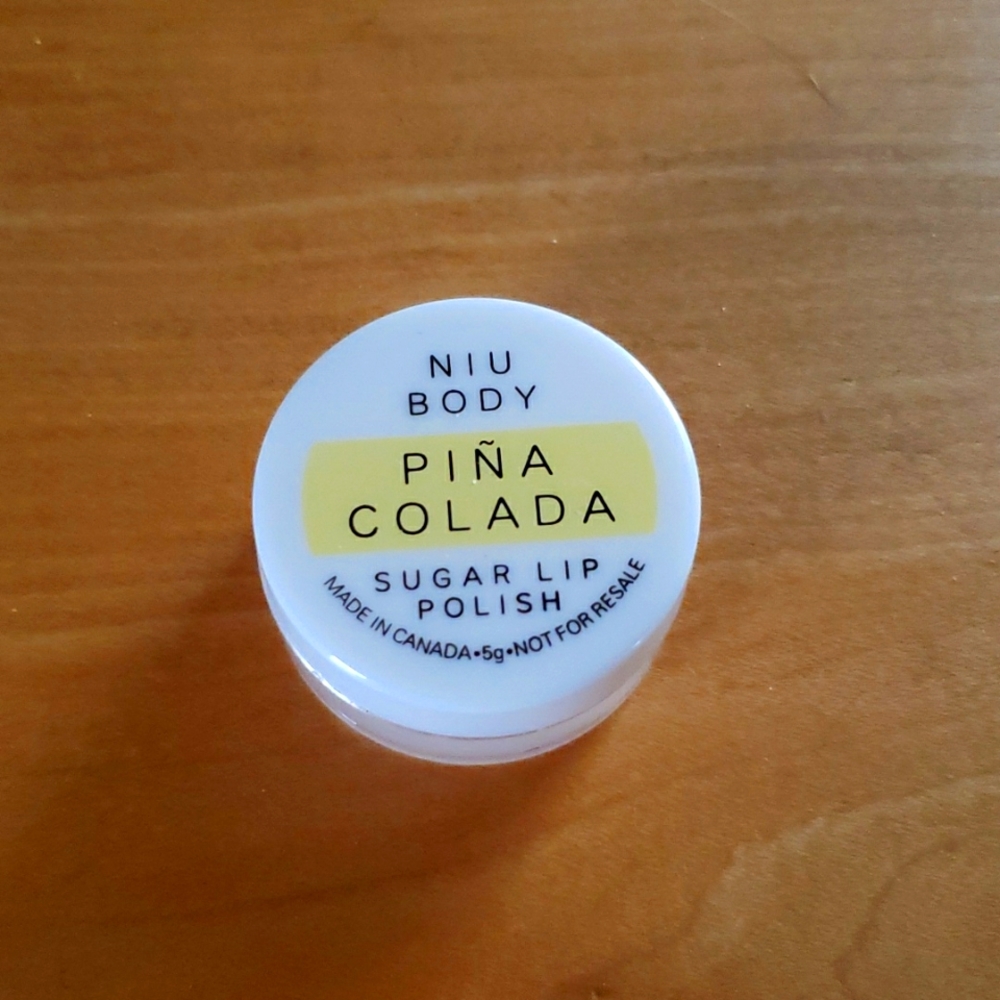 NIU
BODY
PIÑA
COLADA
SUGAR LIP
POLISH
MADE IN CANADA•5g•NOT FOR RESALE